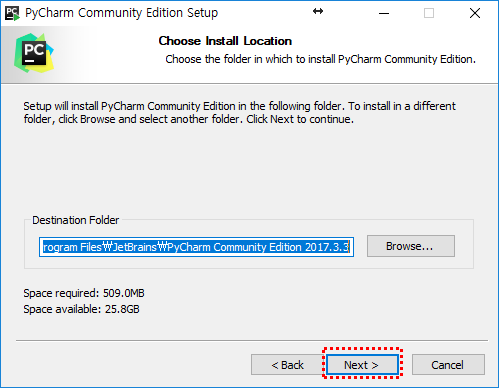 PyCharm Community Edition Setup
PC
Choose Install Location
Choose the folder in which to install PyCharm Community Edition.
Setup will install PyCharm Community Edition in the following folder. To install in a different
folder, click Browse and select another folder. Click Next to continue.
Destination Folder
rogram Files₩JetBrains₩PyCharm Community Edition 2017.3.3
Browse...
Space required: 509.0MB
Space available: 25.8GB
< Back
Next >
Cancel